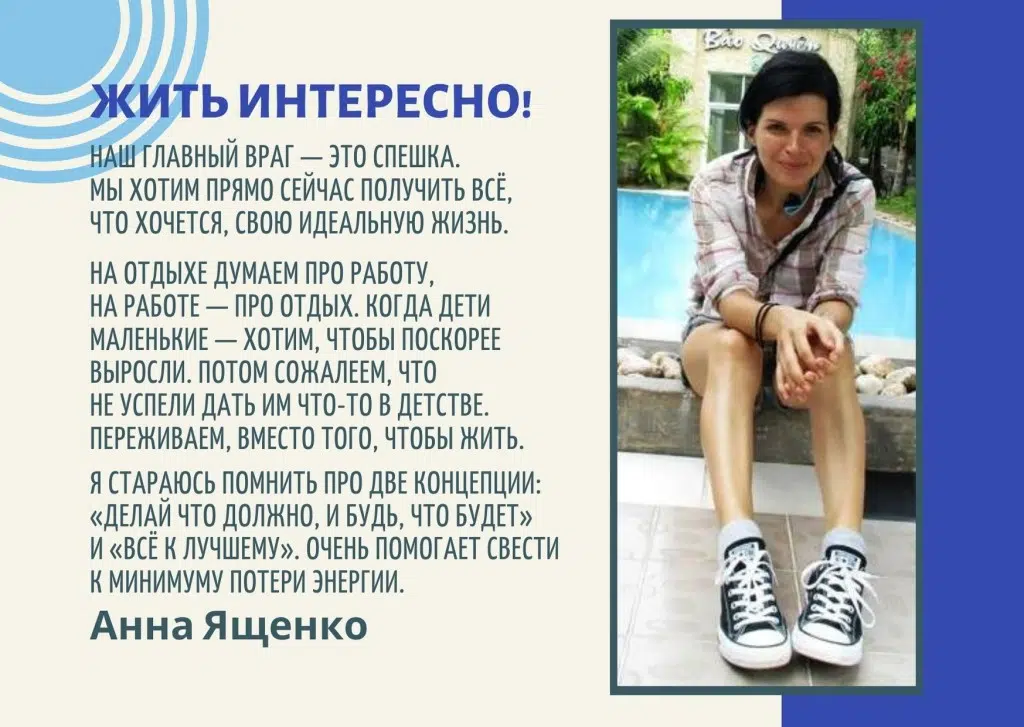 ЖИТЬ ИНТЕРЕСНО!
НАШ ГЛАВНЫЙ ВРАГ — ЭТО СПЕШКА.
МЫ ХОТИМ ПРЯМО СЕЙЧАС ПОЛУЧИТЬ ВСЁ,
ЧТО ХОЧЕТСЯ, СВОЮ ИДЕАЛЬНУЮ ЖИЗНЬ.
НА ОТДЫХЕ ДУМАЕМ ПРО РАБОТУ,
НА РАБОТЕ — ПРО ОТДЫХ. КОГДА ДЕТИ
МАЛЕНЬКИЕ — ХОТИМ, ЧТОБЫ ПОСКОРЕЕ
ВЫРОСЛИ. ПОТОМ СОЖАЛЕЕМ, ЧТО
НЕ УСПЕЛИ ДАТЬ ИМ ЧТО-ТО В ДЕТСТВЕ.
ПЕРЕЖИВАЕМ, ВМЕСТО ТОГО, ЧТОБЫ ЖИТЬ.
Я СТАРАЮСЬ ПОМНИТЬ ПРО ДВЕ КОНЦЕПЦИИ:
«ДЕЛАЙ ЧТО ДОЛЖНО, И БУДЬ, ЧТО БУДЕТ»
И «ВСЁ К ЛУЧШЕМУ». ОЧЕНЬ ПОМОГАЕТ СВЕСТИ
К МИНИМУМУ ПОТЕРИ ЭНЕРГИИ.
Анна Ященко
Bảo Quỳnh